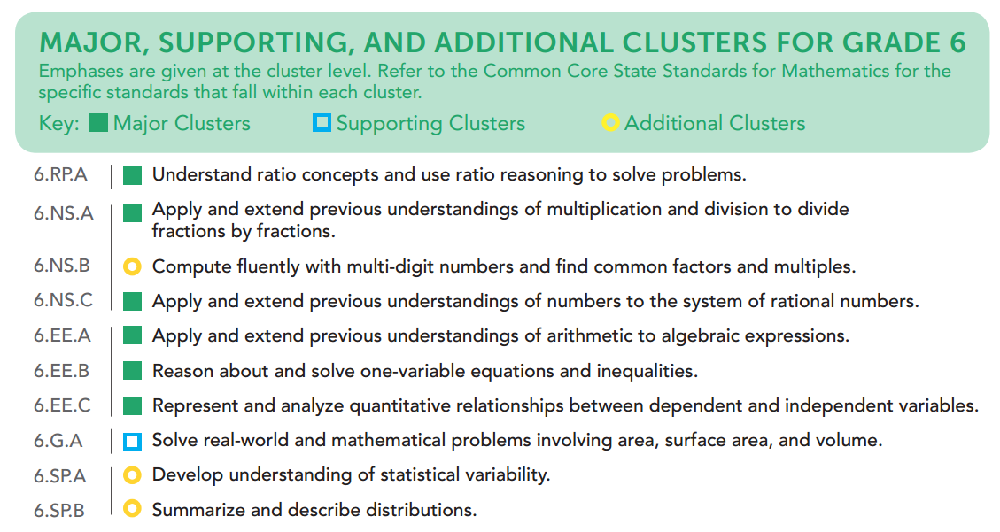 MAJOR, SUPPORTING, AND ADDITIONAL CLUSTERS FOR GRADE 6
Emphases are given at the cluster level. Refer to the Common Core State Standards for Mathematics for the
specific standards that fall within each cluster.
Key: Major Clusters Supporting Clusters Additional Clusters
6.RP.A Understand ratio concepts and use ratio reasoning to solve problems.
6.NS.A Apply and extend previous understandings of multiplication and division to divide
fractions by fractions.
6.NS.B Compute fluently with multi-digit numbers and find common factors and multiples.
6.NS.C Apply and extend previous understandings of numbers to the system of rational numbers.
6.EE.A Apply and extend previous understandings of arithmetic to algebraic expressions.
6.EE.B Reason about and solve one-variable equations and inequalities.
6.EE.C Represent and analyze quantitative relationships between dependent and independent variables.
6.G.A Solve real-world and mathematical problems involving area, surface area, and volume.
6.SP.A Develop understanding of statistical variability.
6.SP.B Summarize and describe distributions.